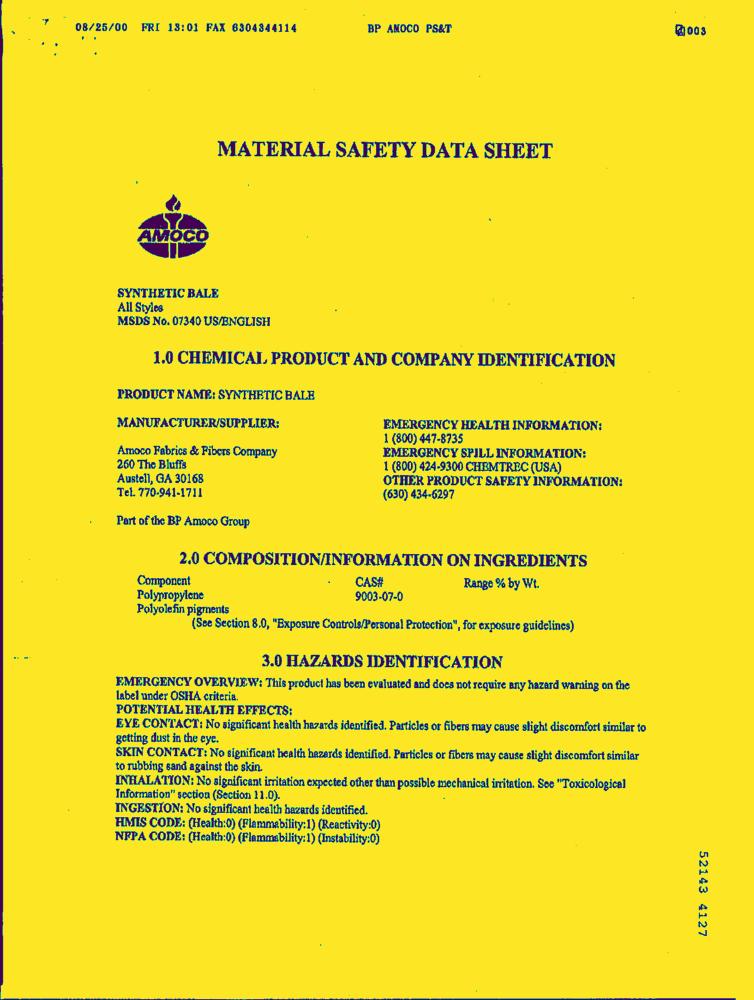 08/25/00 FRI 13:01 FAX 6304344114 BP AMOCO PS&T 003
MATERIAL SAFETY DATA SHEET
AMOCO
SYNTHETIC BALE
All Styles
MSDS No. 07340 US/ENGLISH
1.0 CHEMICAL PRODUCT AND COMPANY IDENTIFICATION
PRODUCT NAME: SYNTHETIC BALE
MANUFACTURER/SUPPLIER:
Amoco Fabrics & Fibers Company
260 The Bluffs
Austell, GA 30168
Tel. 770-941-1711
Part of the BP Amoco Group
EMERGENCY HEALTH INFORMATION:
1 (800) 447-8735
EMERGENCY SPILL INFORMATION:
1 (800) 424-9300 CHEMTREC (USA)
OTHER PRODUCT SAFETY INFORMATION:
(630) 434-6297
2.0 COMPOSITION/INFORMATION ON INGREDIENTS
Component CAS# Range % by Wt.
Polypropylene 9003-07-0
Polyolefin pigments
(See Section 8.0, "Exposure Controls/Personal Protection", for exposure guidelines)
3.0 HAZARDS IDENTIFICATION
EMERGENCY OVERVIEW: This product has been evaluated and does not require any hazard warning on the
label under OSHA criteria.
POTENTIAL HEALTH EFFECTS:
EYE CONTACT: No significant health hazards identified. Particles or fibers may cause slight discomfort similar to
getting dust in the eye.
SKIN CONTACT: No significant health hazards identified. Particles or fibers may cause slight discomfort similar
to rubbing sand against the skin.
INHALATION: No significant irritation expected other than possible mechanical irritation. See "Toxicological
Information" section (Section 11.0).
INGESTION: No significant health hazards identified.
HMIS CODE: (Health:0) (Flammability:1) (Reactivity:0)
NFPA CODE: (Health:0) (Flammability:1) (Instability:0)
52143 4127